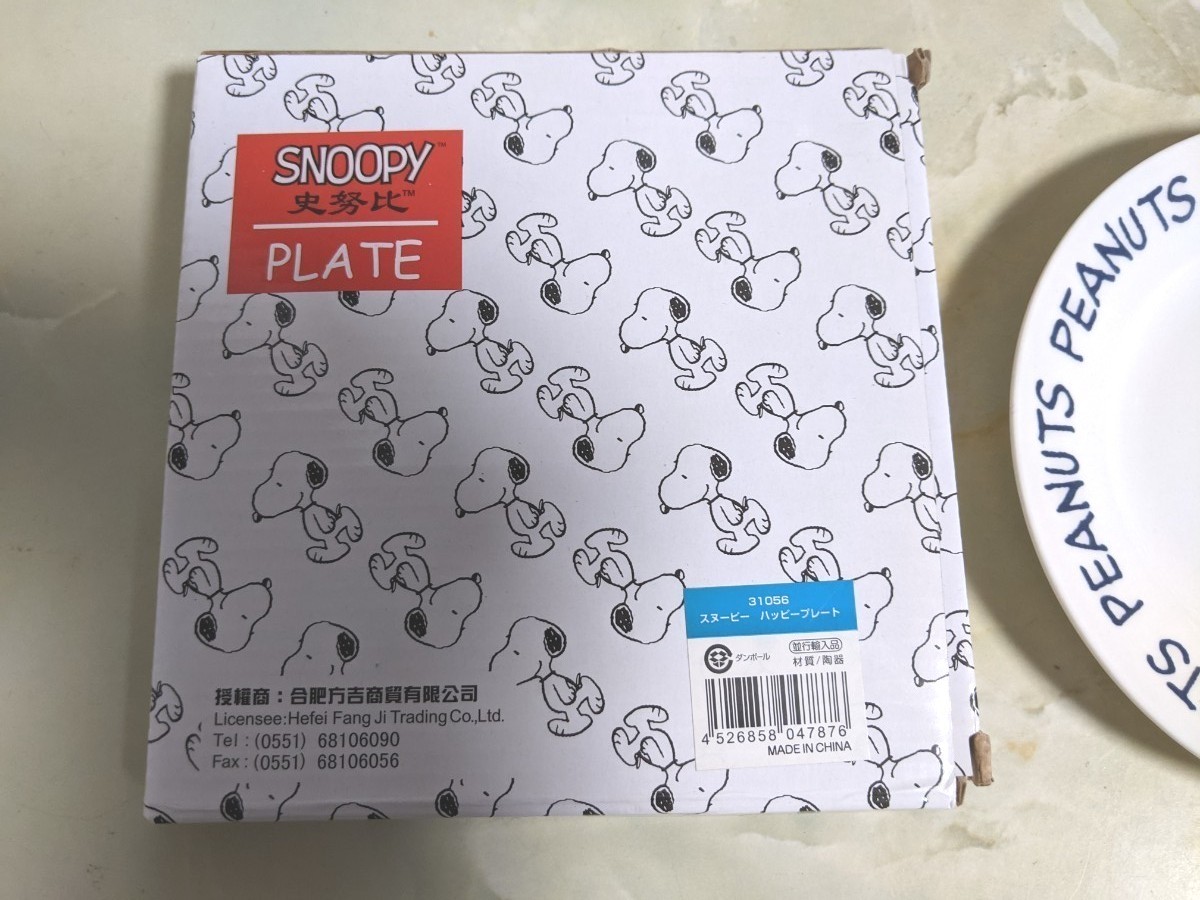 SNOOPY™
史努比™
PLATE
31056
スヌーピー ハッピープレート
並行輸入品
ダンボール
材質/陶器
4 526858 047876
MADE IN CHINA
授權商：合肥方吉商貿有限公司
Licensee:Hefei Fang Ji Trading Co.,Ltd.
Tel : (0551) 68106090
Fax : (0551) 68106056
TS PEANUTS PEANUTS